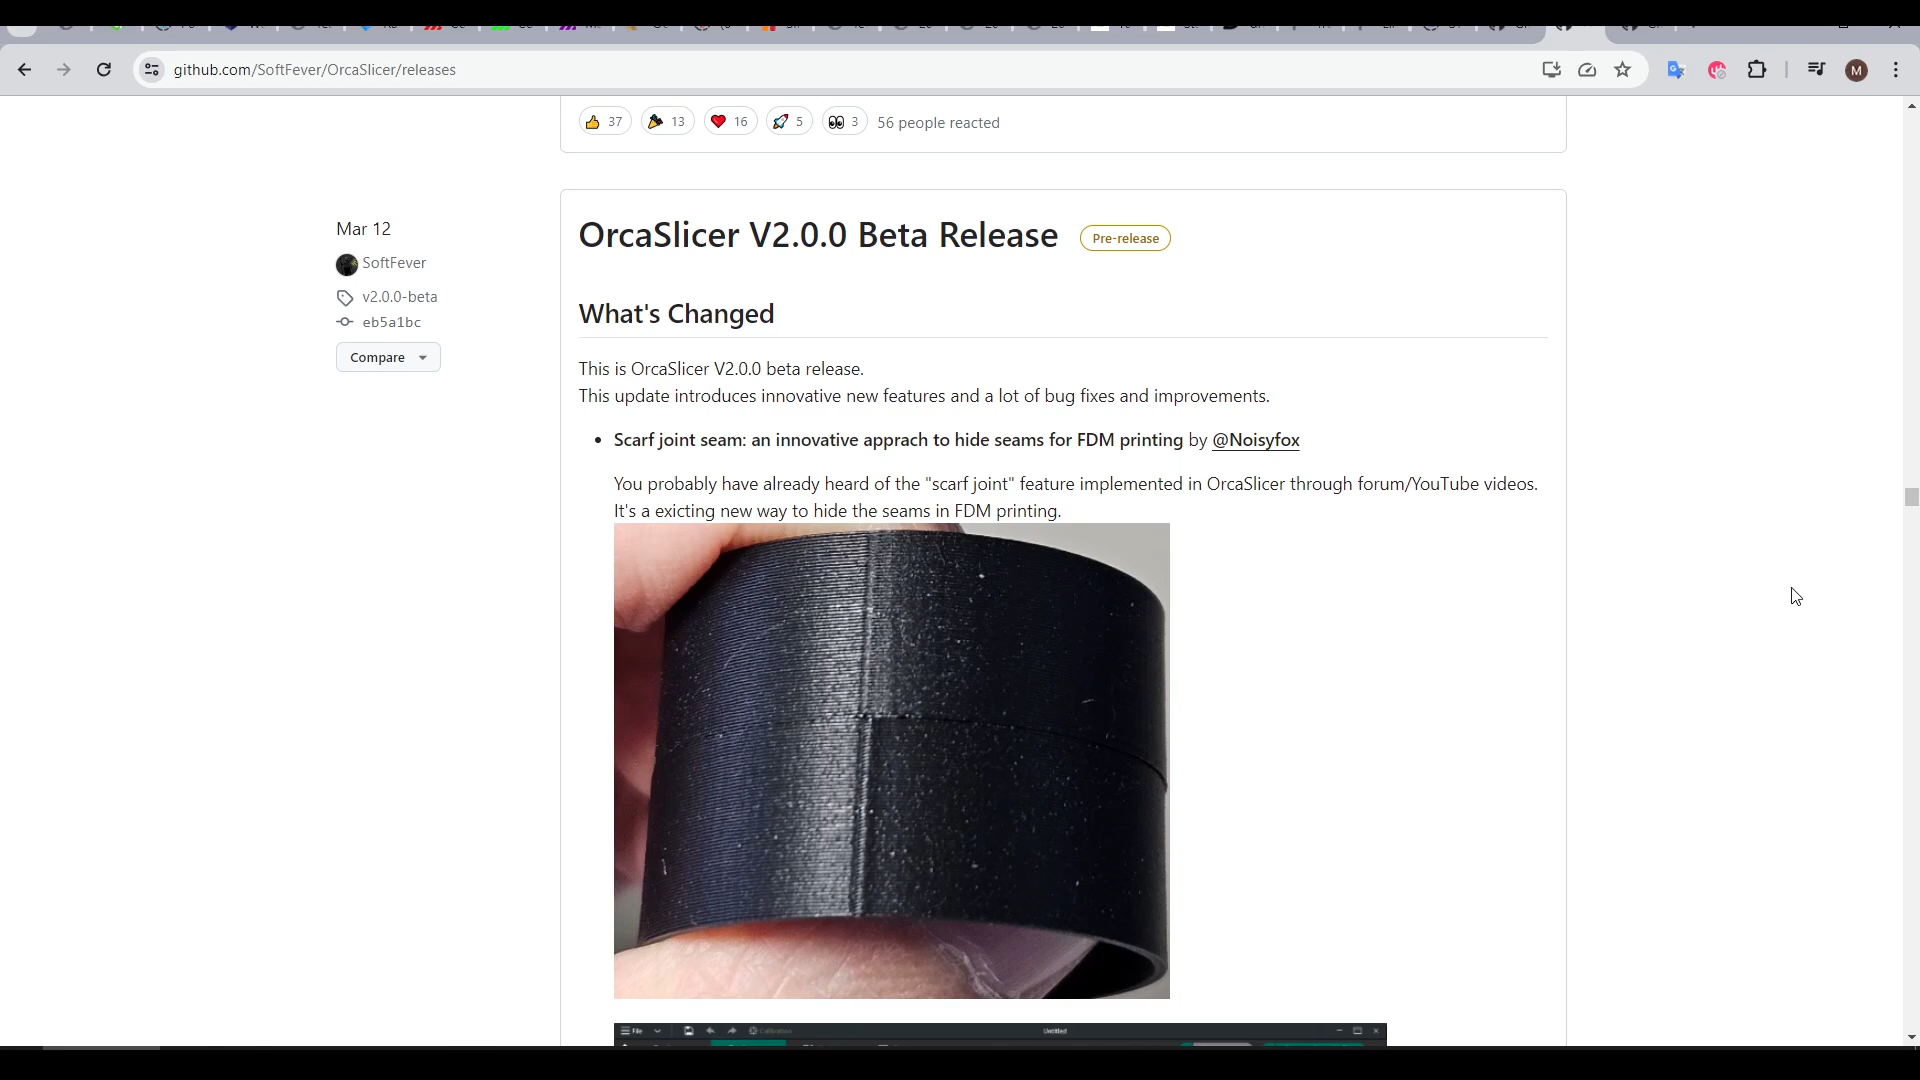 github.com/SoftFever/OrcaSlicer/releases
M
37 13 16 5 3 56 people reacted
Mar 12
SoftFever
v2.0.0-beta
eb5a1bc
Compare
OrcaSlicer V2.0.0 Beta Release Pre-release
What's Changed
This is OrcaSlicer V2.0.0 beta release.
This update introduces innovative new features and a lot of bug fixes and improvements.
Scarf joint seam: an innovative apprach to hide seams for FDM printing by @Noisyfox
You probably have already heard of the "scarf joint" feature implemented in OrcaSlicer through forum/YouTube videos.
It's a exicting new way to hide the seams in FDM printing.
File Calibration Untitled